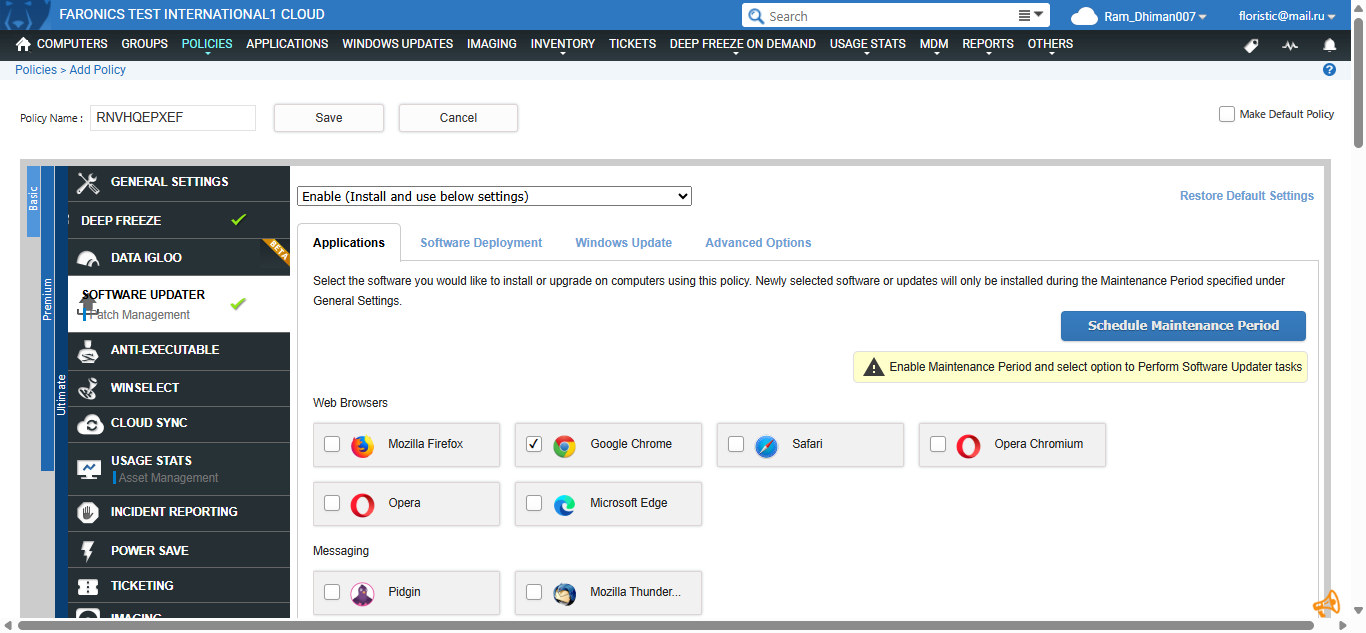 FARONICS TEST INTERNATIONAL1 CLOUD
Search
Ram_Dhiman007
floristic@mail.ru
COMPUTERS GROUPS POLICIES APPLICATIONS WINDOWS UPDATES IMAGING INVENTORY TICKETS DEEP FREEZE ON DEMAND USAGE STATS MDM REPORTS OTHERS
Policies > Add Policy
?
Policy Name : RNVHQEPXEF Save Cancel Make Default Policy
Basic
Premium
Ultimate
GENERAL SETTINGS
DEEP FREEZE
DATA IGLOO
BETA
SOFTWARE UPDATER
Patch Management
ANTI-EXECUTABLE
WINSELECT
CLOUD SYNC
USAGE STATS
Asset Management
INCIDENT REPORTING
POWER SAVE
TICKETING
IMAGING
Enable (Install and use below settings)
Restore Default Settings
Applications Software Deployment Windows Update Advanced Options
Select the software you would like to install or upgrade on computers using this policy. Newly selected software or updates will only be installed during the Maintenance Period specified under
General Settings.
Schedule Maintenance Period
Enable Maintenance Period and select option to Perform Software Updater tasks
Web Browsers
Mozilla Firefox Google Chrome Safari Opera Chromium
Opera Microsoft Edge
Messaging
Pidgin Mozilla Thunder...